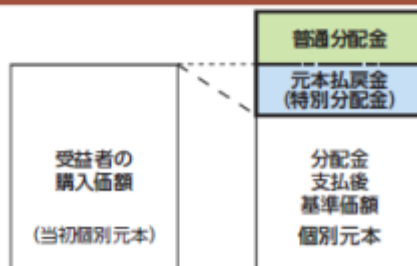 普通分配金
元本払戻金
(特別分配金)
受益者の
購入価額
(当初個別元本)
分配金
支払後
基準価額
個別元本